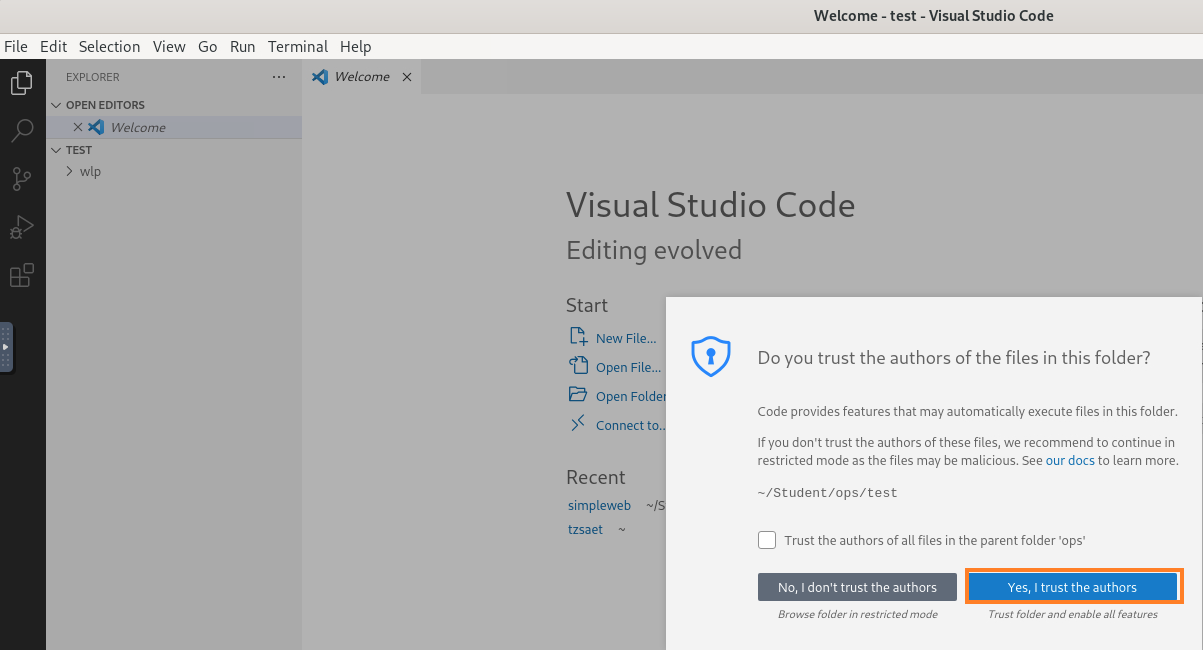 Welcome - test - Visual Studio Code
File Edit Selection View Go Run Terminal Help
EXPLORER ···
Welcome
OPEN EDITORS
Welcome
TEST
wlp
Visual Studio Code
Editing evolved
Start
New File...
Open File...
Open Folder
Connect to..
Recent
simpleweb ~/S
tzsaet ~
Do you trust the authors of the files in this folder?
Code provides features that may automatically execute files in this folder.
If you don't trust the authors of these files, we recommend to continue in
restricted mode as the files may be malicious. See our docs to learn more.
~/Student/ops/test
Trust the authors of all files in the parent folder 'ops'
No, I don't trust the authors
Yes, I trust the authors
Browse folder in restricted mode
Trust folder and enable all features